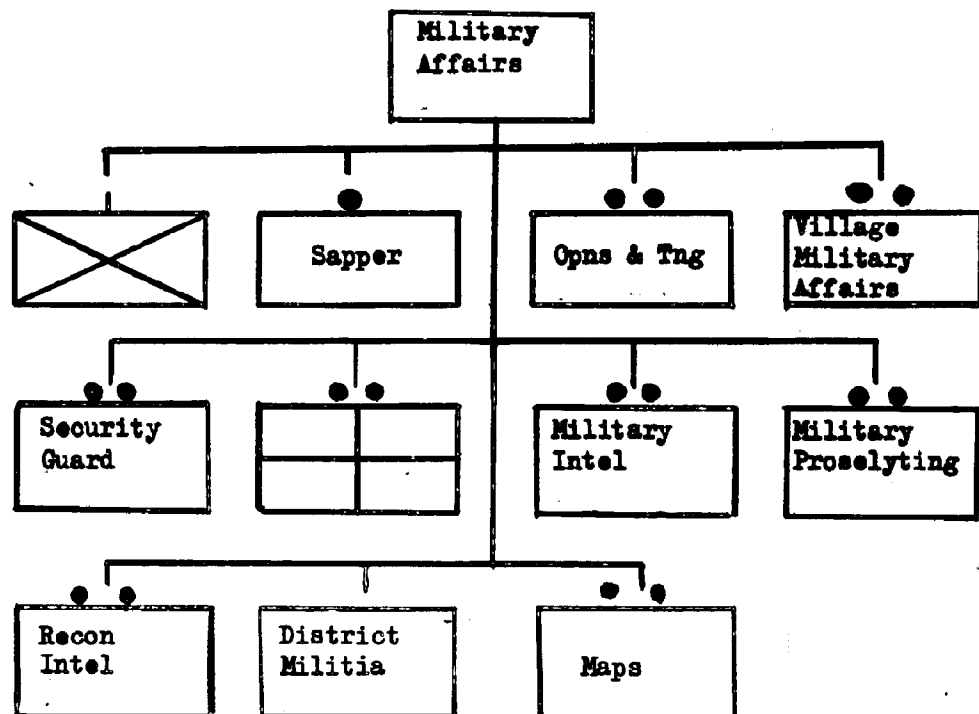 Military
Affairs
Sapper
Opns & Tng
Village
Military
Affairs
Security
Guard
Military
Intel
Military
Proselyting
Recon
Intel
District
Militia
Maps